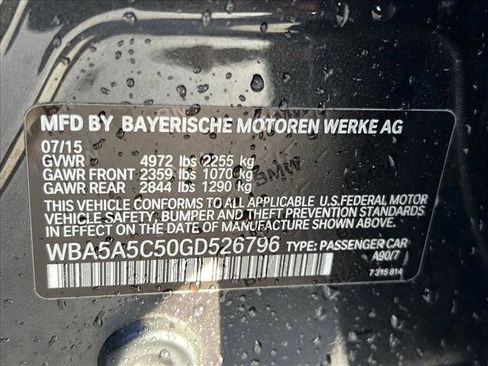 MFD BY BAYERISCHE MOTOREN WERKE AG
07/15
GVWR 4972 lbs 2255 kg
GAWR FRONT 2359 lbs 1070 kg
GAWR REAR 2844 lbs 1290 kg
THIS VEHICLE CONFORMS TO ALL APPLICABLE U.S.FEDERAL MOTOR
VEHICLE SAFETY, BUMPER, AND THEFT PREVENTION STANDARDS
IN EFFECT ON THE DATE OF MANUFACTURE SHOWN ABOVE.
WBA5A5C50GD526796 TYPE: PASSENGER CAR
A90/7
7 315 814
BMW